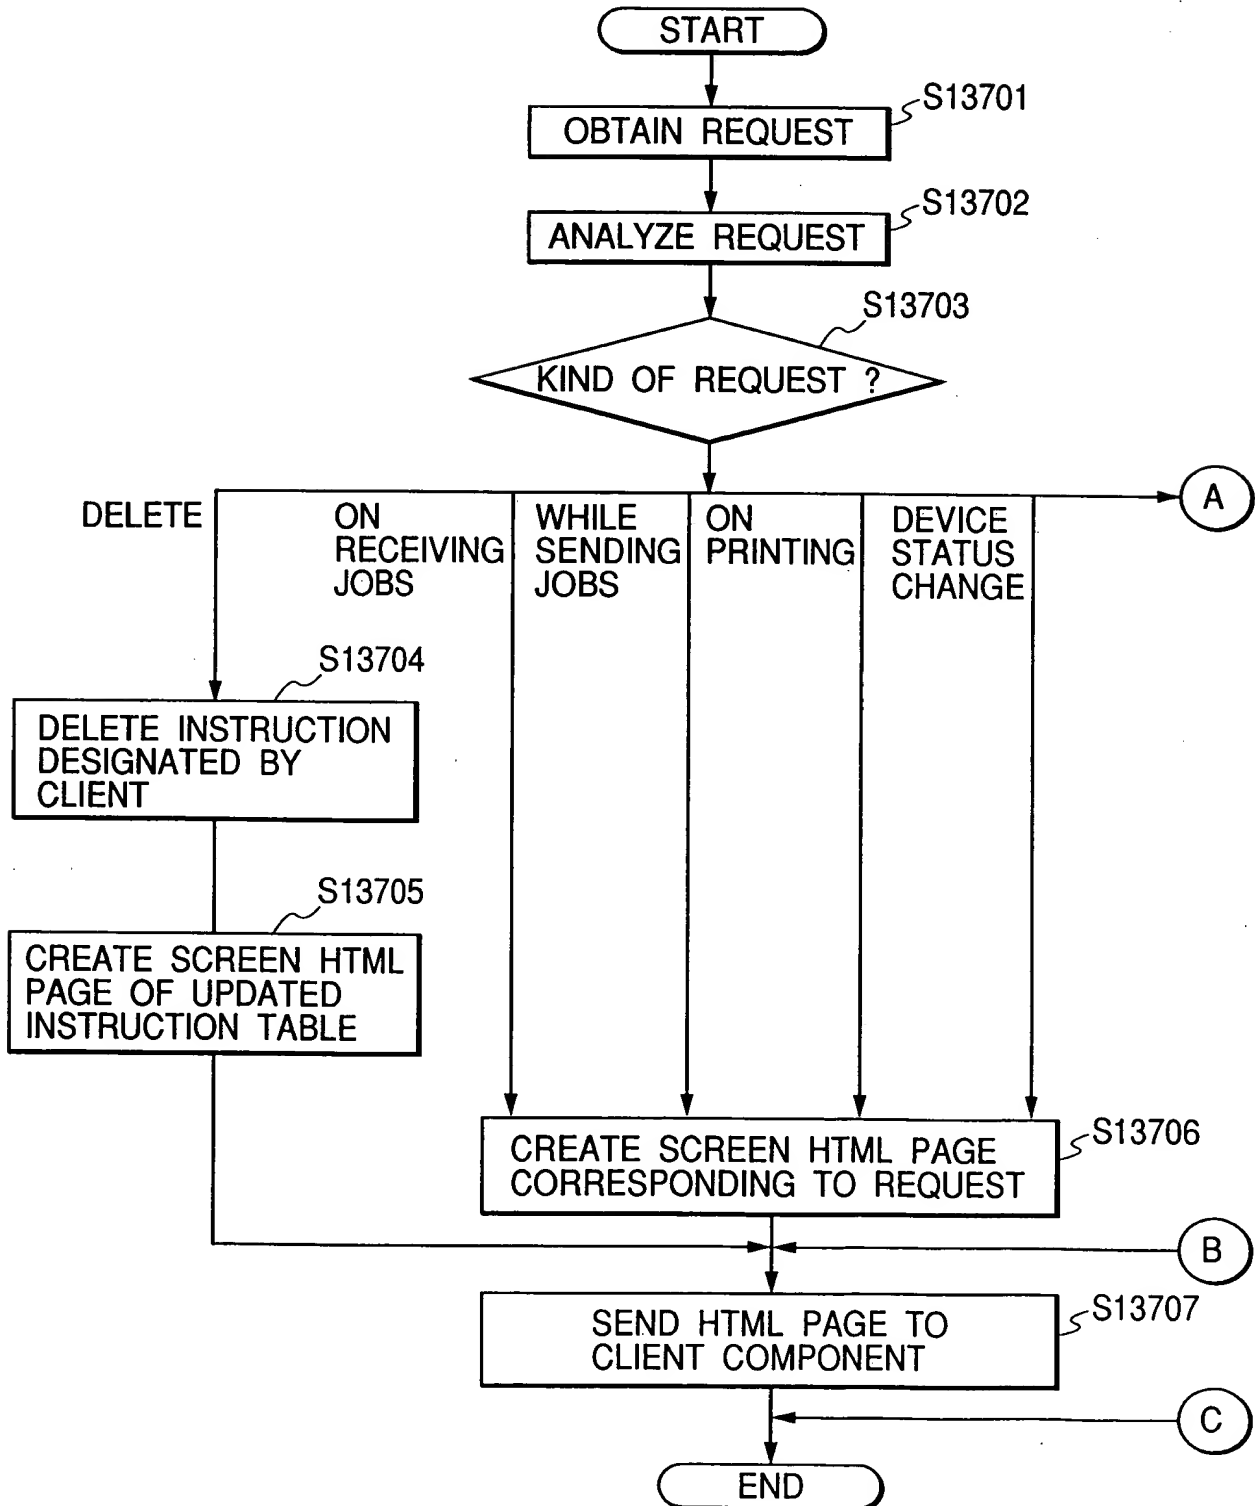 START
S13701
OBTAIN REQUEST
S13702
ANALYZE REQUEST
S13703
KIND OF REQUEST ?
A
DELETE
ON
RECEIVING
JOBS
WHILE
SENDING
JOBS
ON
PRINTING
DEVICE
STATUS
CHANGE
S13704
DELETE INSTRUCTION
DESIGNATED BY
CLIENT
S13705
CREATE SCREEN HTML
PAGE OF UPDATED
INSTRUCTION TABLE
S13706
CREATE SCREEN HTML PAGE
CORRESPONDING TO REQUEST
B
S13707
SEND HTML PAGE TO
CLIENT COMPONENT
C
END